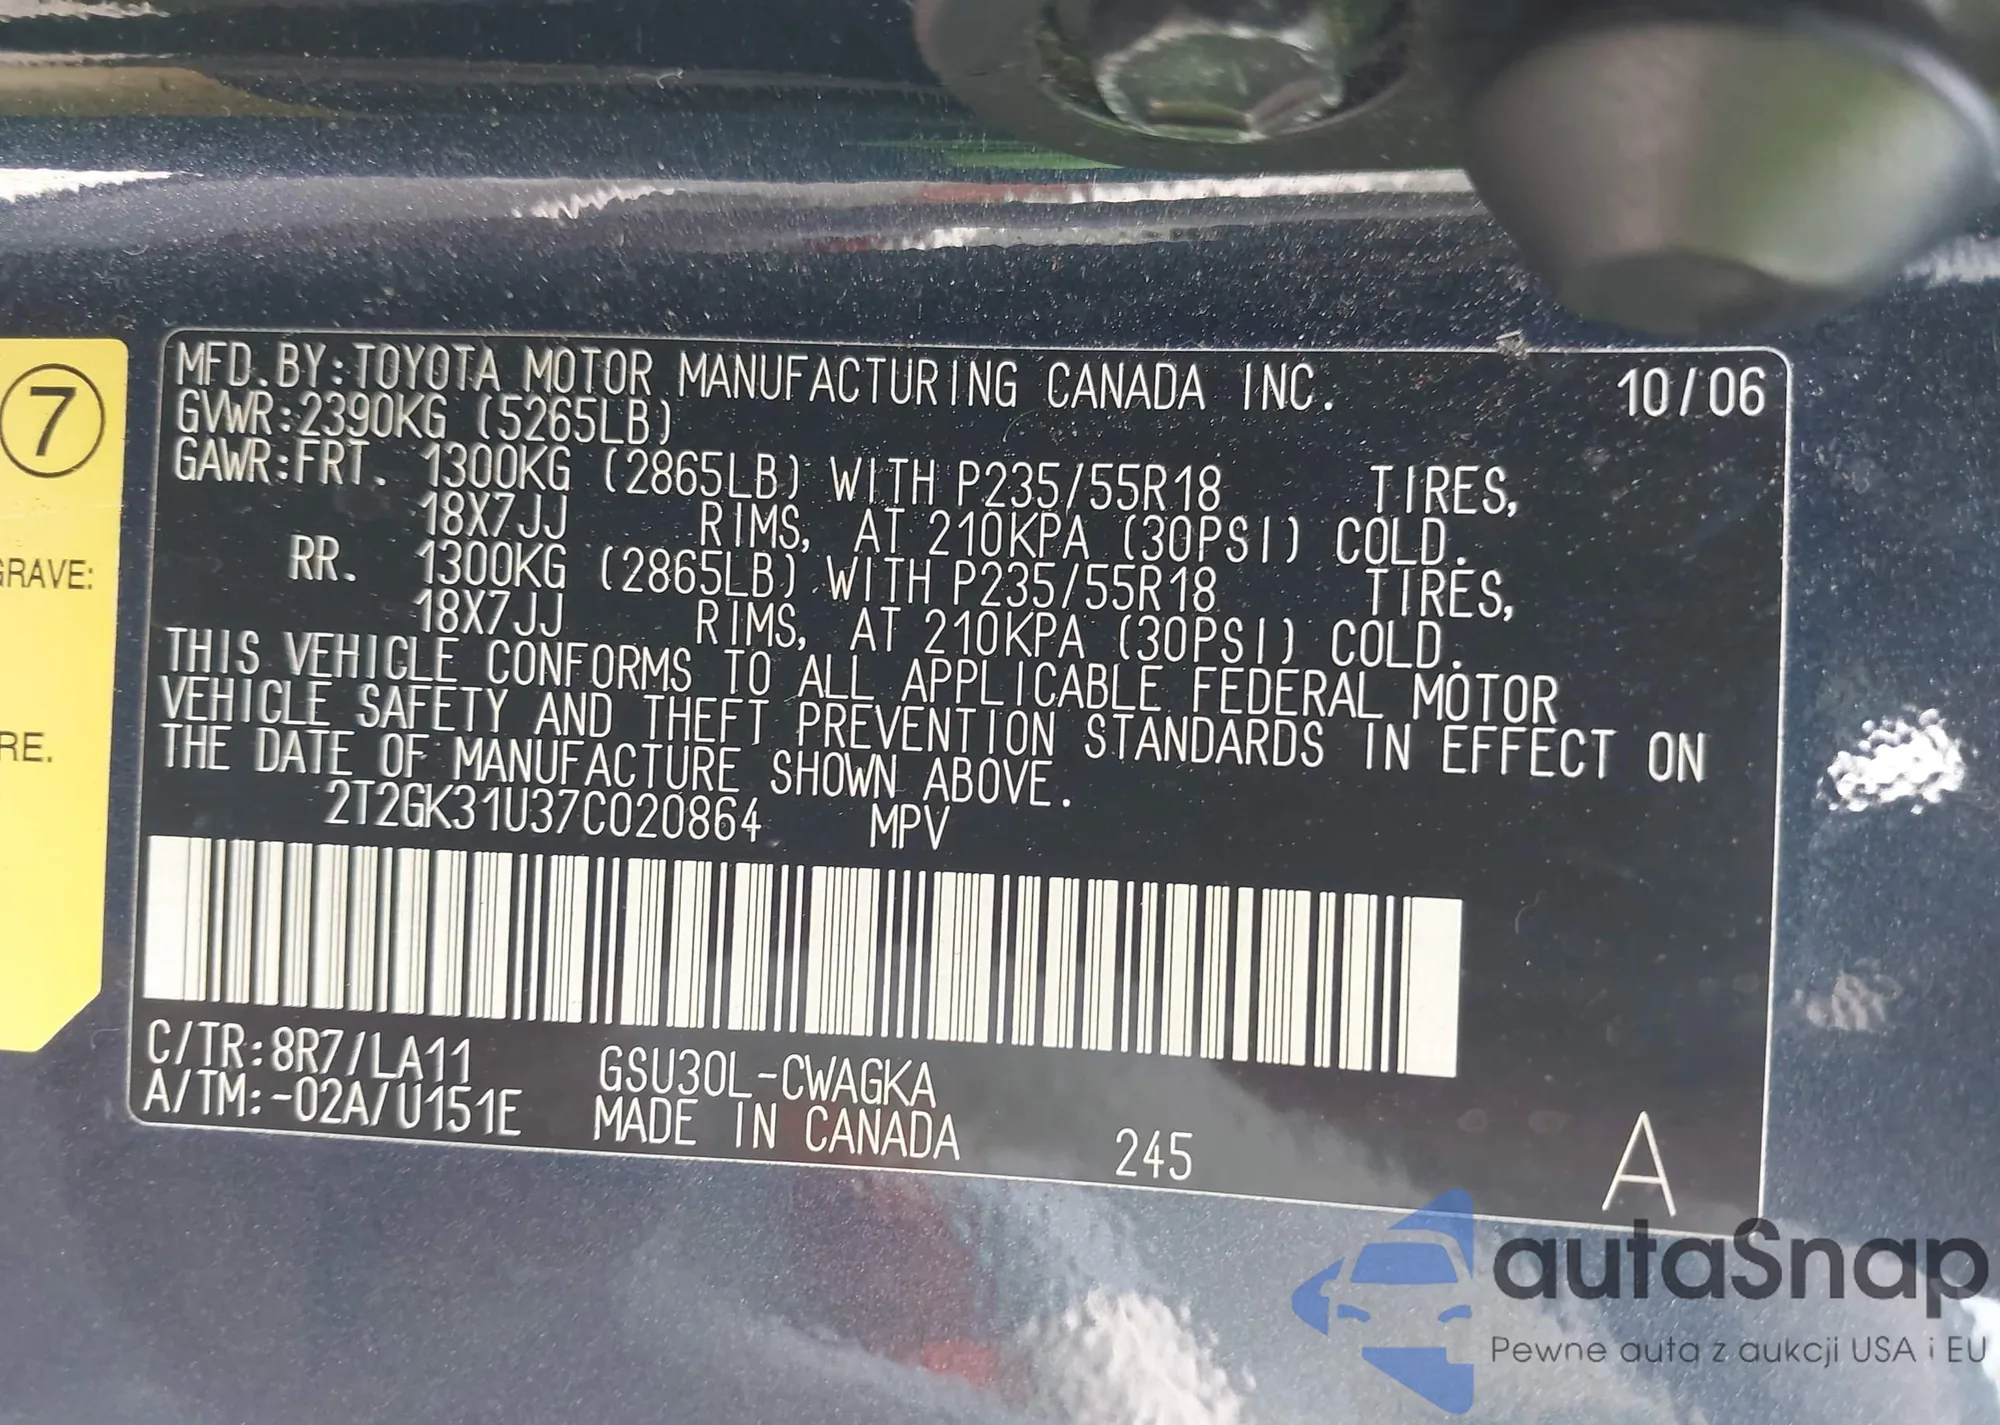 7
GRAVE:
RE.
MFD. BY: TOYOTA MOTOR MANUFACTURING CANADA INC. 10/06
GVWR: 2390KG (5265LB)
GAWR: FRT. 1300KG (2865LB) WITH P235/55R18 TIRES,
18X7JJ RIMS, AT 210KPA (30PSI) COLD.
RR. 1300KG (2865LB) WITH P235/55R18 TIRES,
18X7JJ RIMS, AT 210KPA (30PSI) COLD.
THIS VEHICLE CONFORMS TO ALL APPLICABLE FEDERAL MOTOR
VEHICLE SAFETY AND THEFT PREVENTION STANDARDS IN EFFECT ON
THE DATE OF MANUFACTURE SHOWN ABOVE.
2T2GK31U37C020864 MPV
C/TR: 8R7/LA11 GSU30L-CWAGKA
A/TM: -02A/U151E MADE IN CANADA 245 A
autaSnap
Pewne auta z aukcji USA i EU